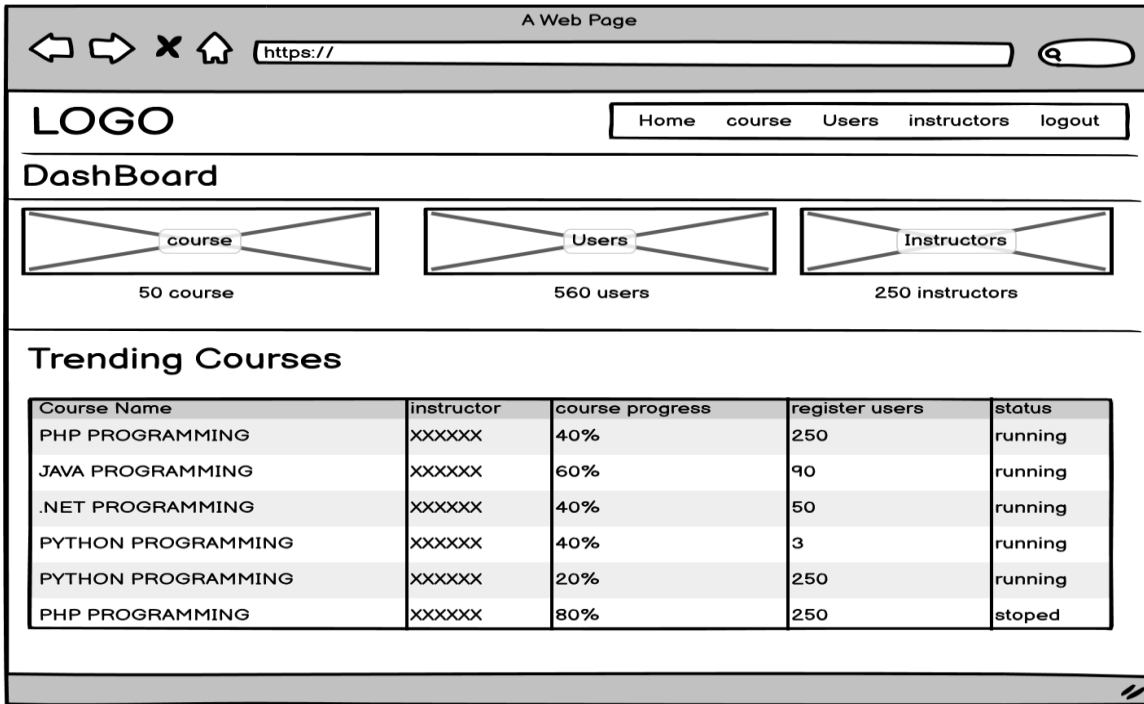 A Web Page
https://
LOGO
Home course Users instructors logout
DashBoard
course Users Instructors
50 course 560 users 250 instructors
Trending Courses
Course Name instructor course progress register users status
PHP PROGRAMMING XXXXXX 40% 250 running
JAVA PROGRAMMING XXXXXX 60% 90 running
.NET PROGRAMMING XXXXXX 40% 50 running
PYTHON PROGRAMMING XXXXXX 40% 3 running
PYTHON PROGRAMMING XXXXXX 20% 250 running
PHP PROGRAMMING XXXXXX 80% 250 stoped